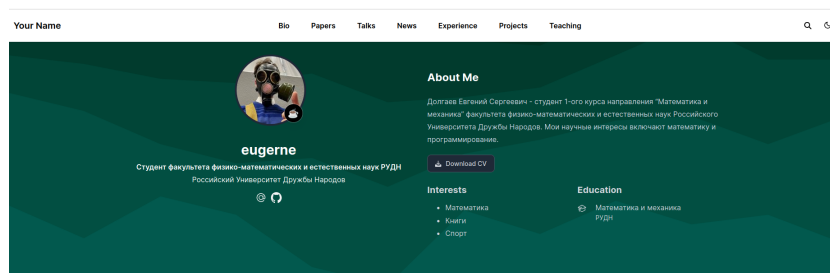 Your Name
Bio
Papers
Talks
News
Experience
Projects
Teaching
eugerne
Студент факультета физико-математических и естественных наук РУДН
Российский Университет Дружбы Народов
About Me
Долгаев Евгений Сергеевич - студент 1-ого курса направления "Математика и
механика" факультета физико-математических и естественных наук Российского
Университета Дружбы Народов. Мои научные интересы включают математику и
программирование.
Download CV
Interests
Математика
Книги
Спорт
Education
Математика и механика
РУДН